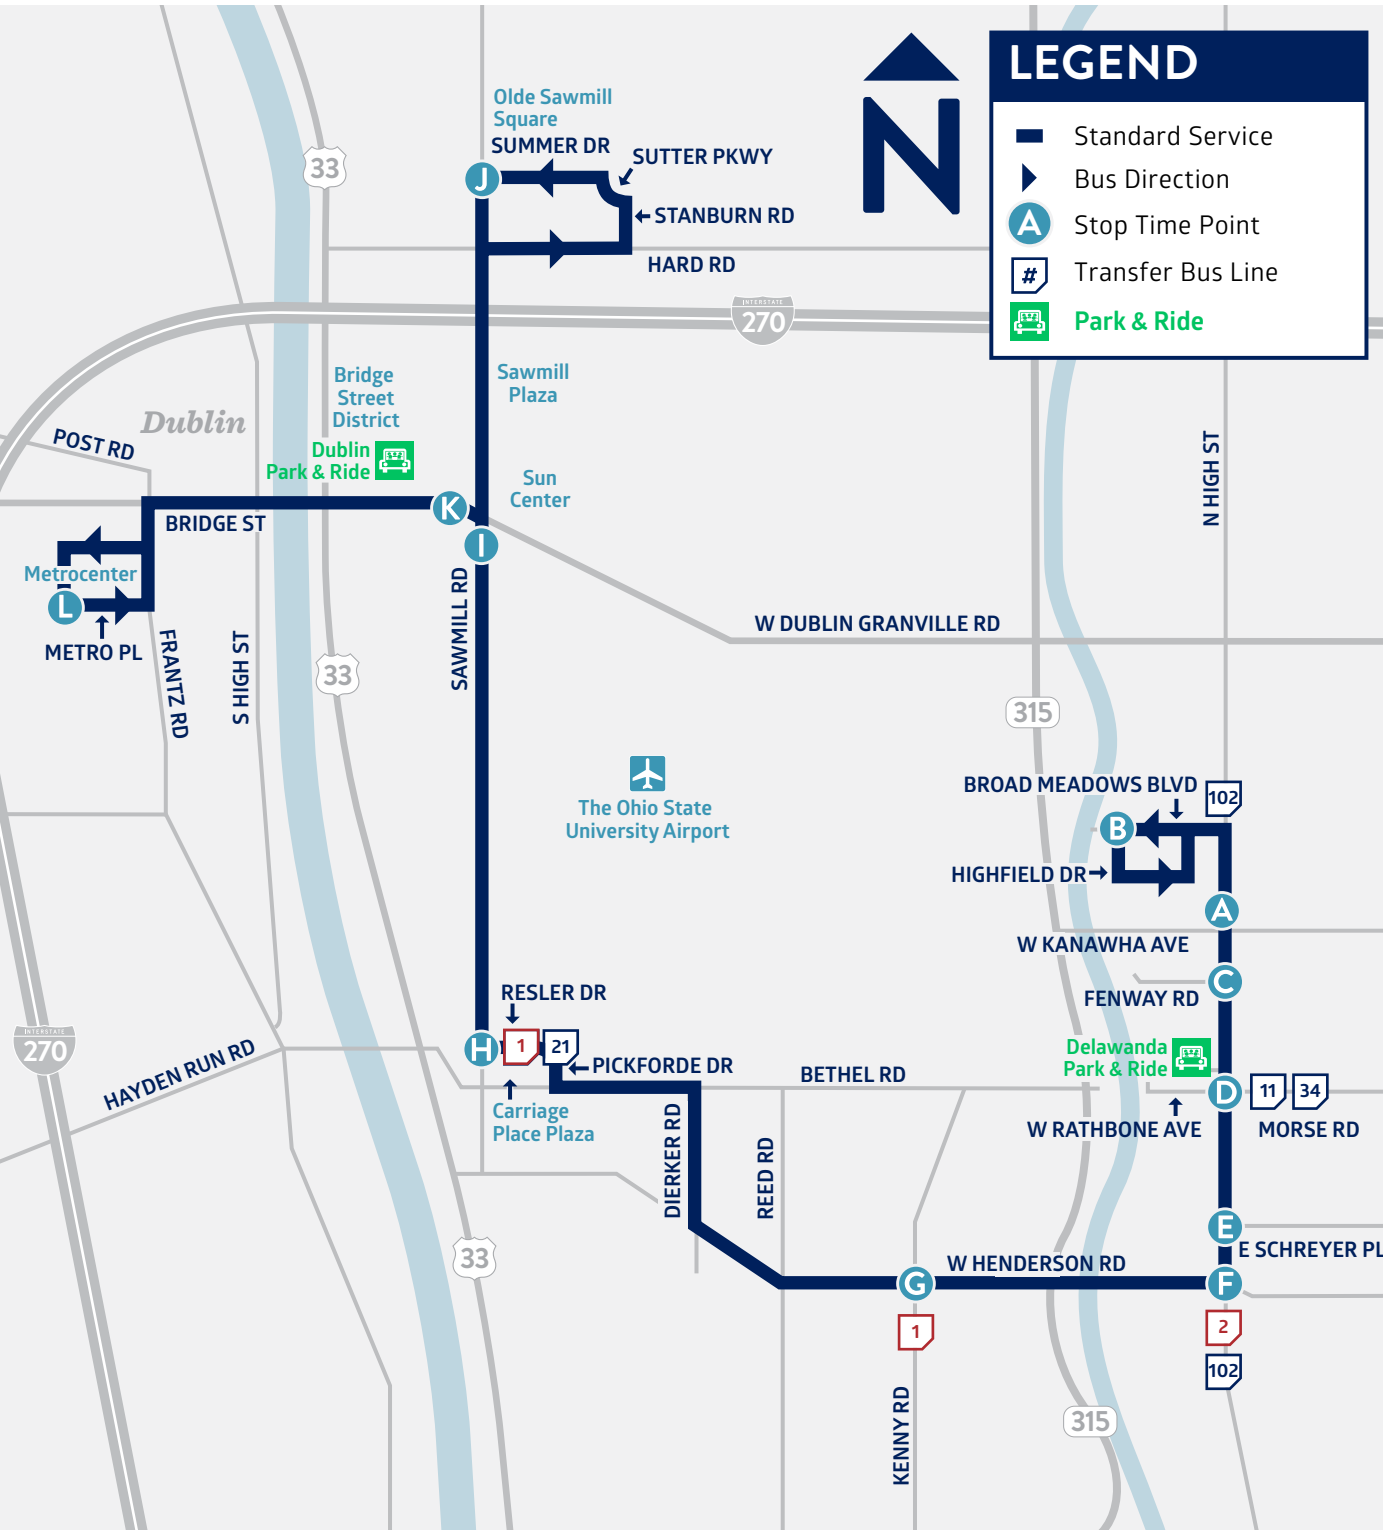 LEGEND
Standard Service
Bus Direction
A
Stop Time Point
#
Transfer Bus Line
Park & Ride
N
Olde Sawmill
Square
SUMMER DR
SUTTER PKWY
33
J
STANBURN RD
HARD RD
INTERSTATE
270
Bridge
Street
District
Sawmill
Plaza
Dublin
POST RD
Dublin
Park & Ride
N HIGH ST
Sun
Center
K
BRIDGE ST
I
Metrocenter
L
METRO PL
FRANTZ RD
S HIGH ST
SAWMILL RD
W DUBLIN GRANVILLE RD
33
315
The Ohio State
University Airport
BROAD MEADOWS BLVD
102
B
HIGHFIELD DR
A
W KANAWHA AVE
C
FENWAY RD
RESLER DR
INTERSTATE
270
HAYDEN RUN RD
H
1
21
PICKFORDE DR
BETHEL RD
Delawanda
Park & Ride
D
11
34
W RATHBONE AVE
MORSE RD
Carriage
Place Plaza
DIERKER RD
REED RD
33
E
E SCHREYER PL
W HENDERSON RD
G
F
1
2
102
KENNY RD
315